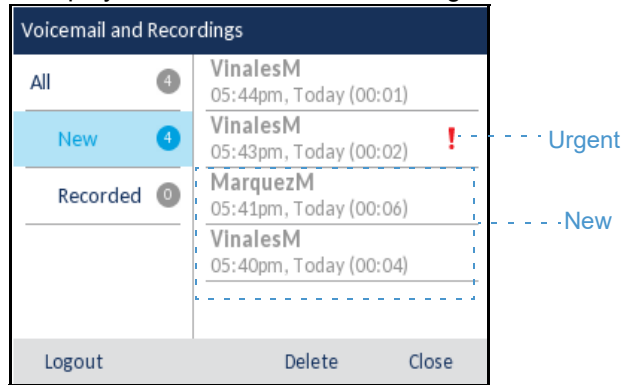 Voicemail and Recordings
All 4
New 4
Recorded 0
VinalesM
05:44pm, Today (00:01)
VinalesM
05:43pm, Today (00:02) !
Urgent
MarquezM
05:41pm, Today (00:06)
New
VinalesM
05:40pm, Today (00:04)
Logout Delete Close